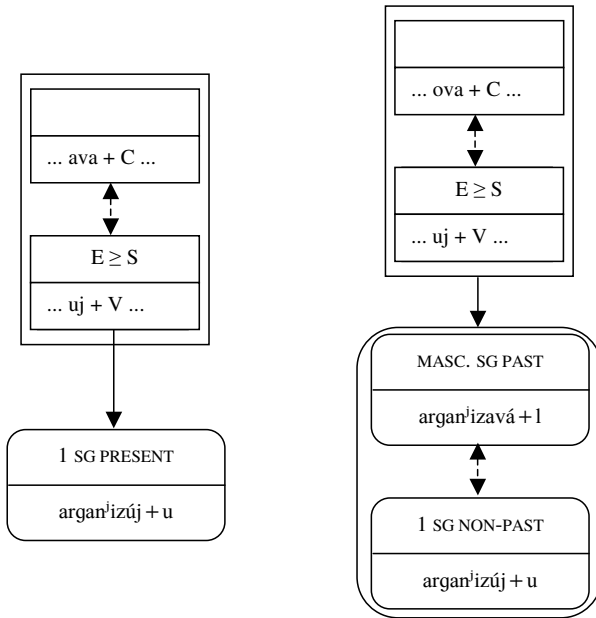 ... ava + C ...
E ≥ S
... uj + V ...
1 SG PRESENT
arganʲizúj + u
... ova + C ...
E ≥ S
... uj + V ...
MASC. SG PAST
arganʲizavá + l
1 SG NON-PAST
arganʲizúj + u